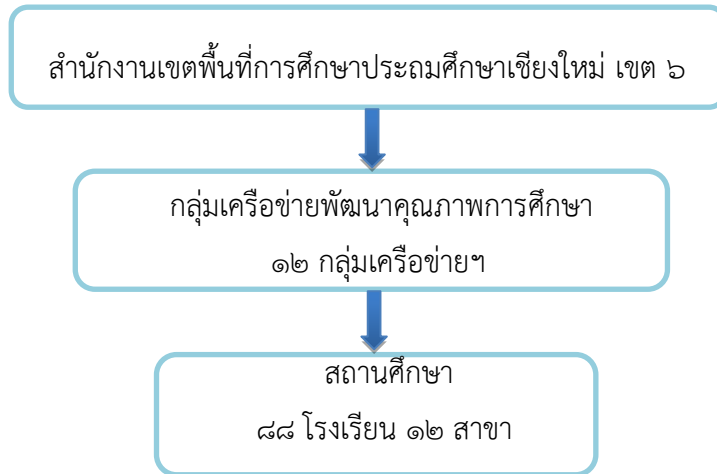 สำนักงานเขตพื้นที่การศึกษาประถมศึกษาเชียงใหม่ เขต ๖
กลุ่มเครือข่ายพัฒนาคุณภาพการศึกษา
๑๒ กลุ่มเครือข่ายฯ
สถานศึกษา
๘๘ โรงเรียน ๑๒ สาขา